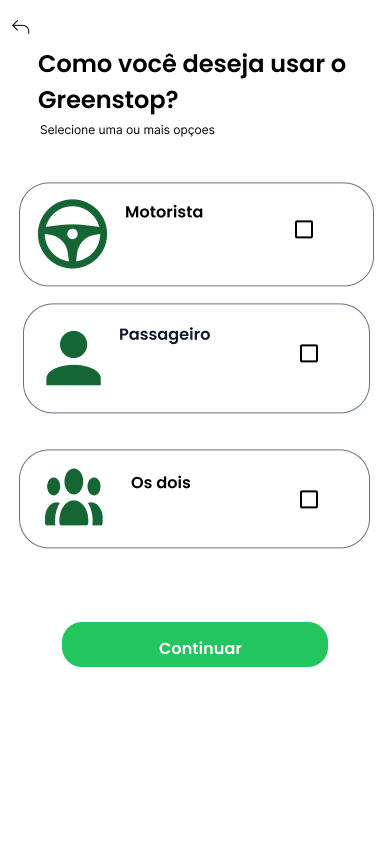 Como você deseja usar o
Greenstop?
Selecione uma ou mais opçoes
Motorista
Passageiro
Os dois
Continuar